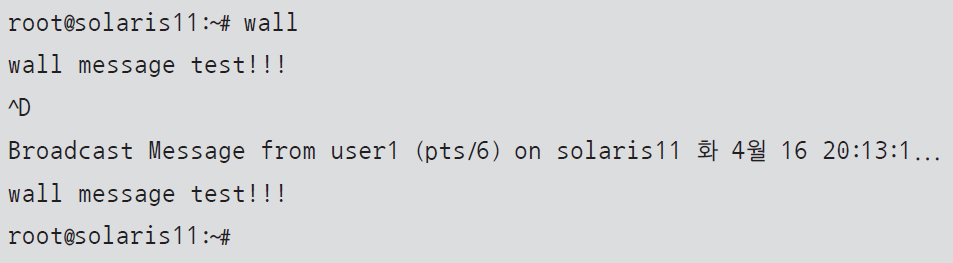 root@solaris11:~# wall
wall message test!!!
^D
Broadcast Message from user1 (pts/6) on solaris11 화 4월 16 20:13:1...
wall message test!!!
root@solaris11:~#